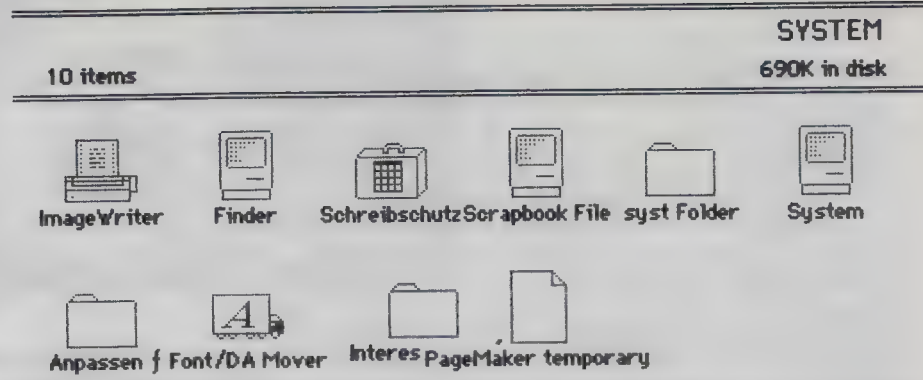 SYSTEM
10 items 690K in disk
ImageWriter Finder Schreibschutz Scrapbook File syst Folder System
A
Anpassen ƒ Font/DA Mover Interes PageMaker temporary